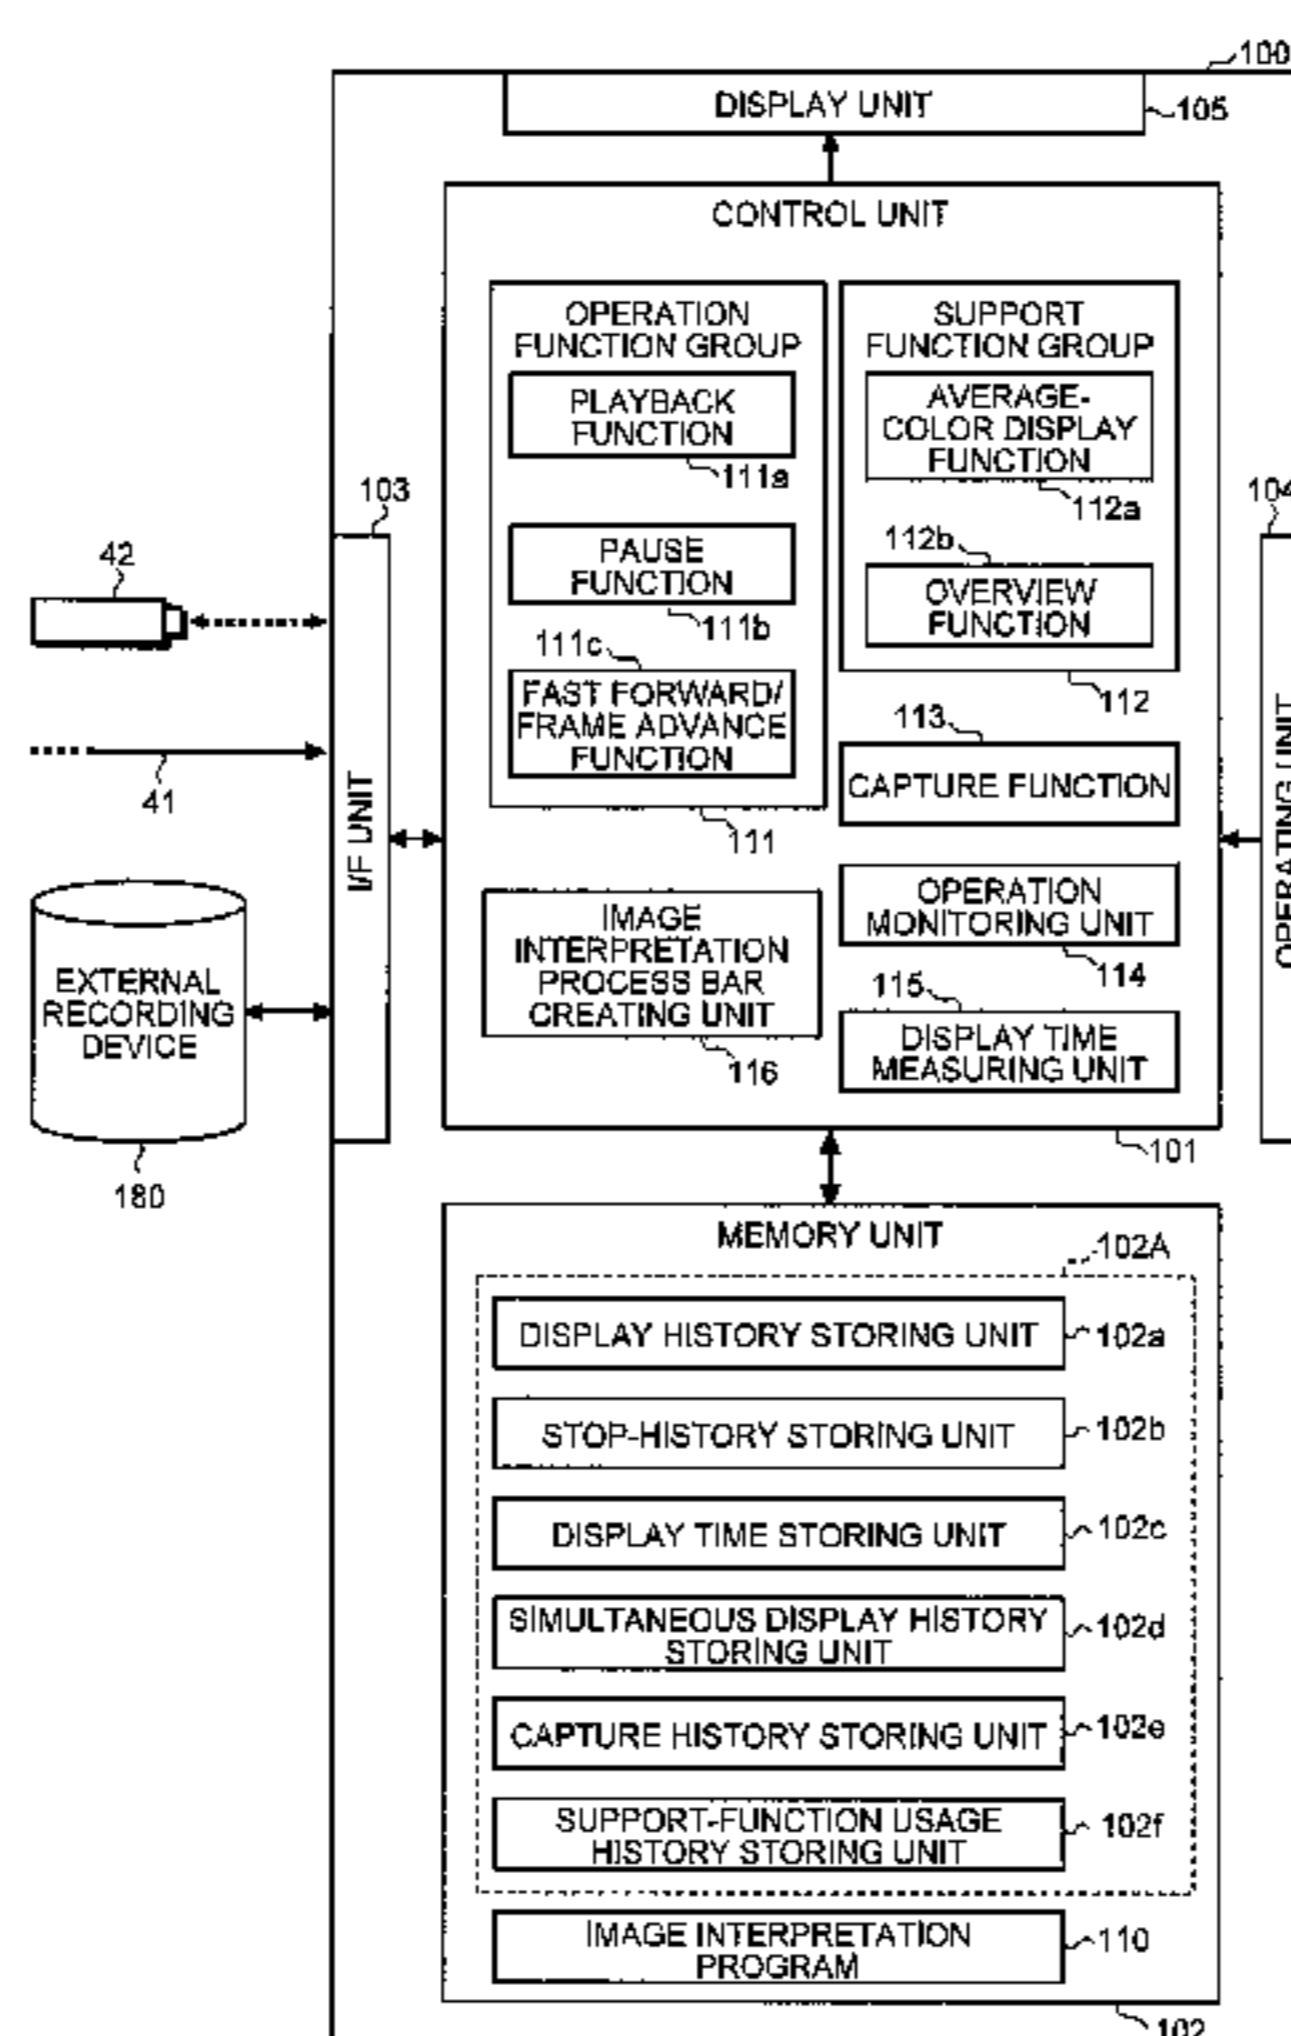 100
DISPLAY UNIT
105
CONTROL UNIT
OPERATION
FUNCTION GROUP
PLAYBACK
FUNCTION
111a
PAUSE
FUNCTION
111b
111c
FAST FORWARD/
FRAME ADVANCE
FUNCTION
111
SUPPORT
FUNCTION GROUP
AVERAGE-
COLOR DISPLAY
FUNCTION
112a
112b
OVERVIEW
FUNCTION
112
113
CAPTURE FUNCTION
OPERATION
MONITORING UNIT
114
115
DISPLAY TIME
MEASURING UNIT
IMAGE
INTERPRETATION
PROCESS BAR
CREATING UNIT
116
101
103
I/F UNIT
42
41
EXTERNAL
RECORDING
DEVICE
180
104
OPERATING UNIT
MEMORY UNIT
102A
DISPLAY HISTORY STORING UNIT
102a
STOP-HISTORY STORING UNIT
102b
DISPLAY TIME STORING UNIT
102c
SIMULTANEOUS DISPLAY HISTORY
STORING UNIT
102d
CAPTURE HISTORY STORING UNIT
102e
SUPPORT-FUNCTION USAGE
HISTORY STORING UNIT
102f
IMAGE INTERPRETATION
PROGRAM
110
102